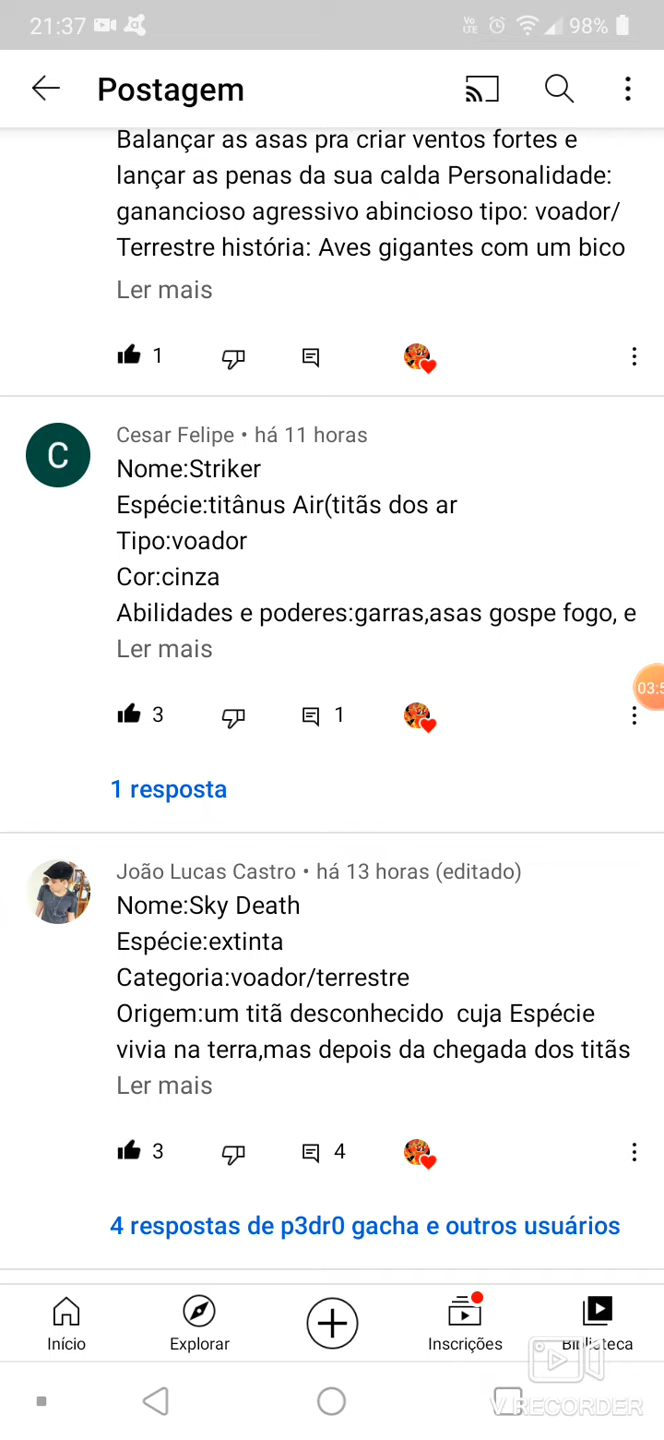 21:37
Vo LTE 98%
Postagem
Balançar as asas pra criar ventos fortes e
lançar as penas da sua calda Personalidade:
ganancioso agressivo abincioso tipo: voador/
Terrestre história: Aves gigantes com um bico
Ler mais
1
C
Cesar Felipe • há 11 horas
Nome:Striker
Espécie:titânus Air(titãs dos ar
Tipo:voador
Cor:cinza
Abilidades e poderes:garras,asas gospe fogo, e
Ler mais
03:5
3 1
1 resposta
João Lucas Castro • há 13 horas (editado)
Nome:Sky Death
Espécie:extinta
Categoria:voador/terrestre
Origem:um titã desconhecido cuja Espécie
vivia na terra,mas depois da chegada dos titãs
Ler mais
3 4
4 respostas de p3dr0 gacha e outros usuários
Início Explorar Inscrições Biblioteca
V RECORDER